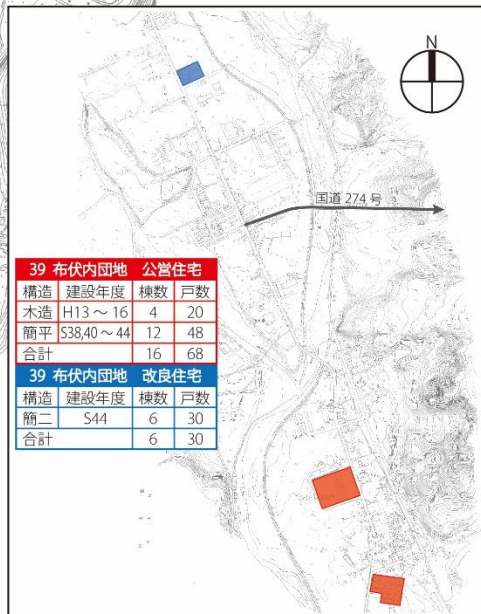 N
国道 274 号
39 布伏内団地 公営住宅
構造 建設年度 棟数 戸数
木造 H13 ~ 16 4 20
簡平 S38,40 ~ 44 12 48
合計 16 68
39 布伏内団地 改良住宅
構造 建設年度 棟数 戸数
簡二 S44 6 30
合計 6 30